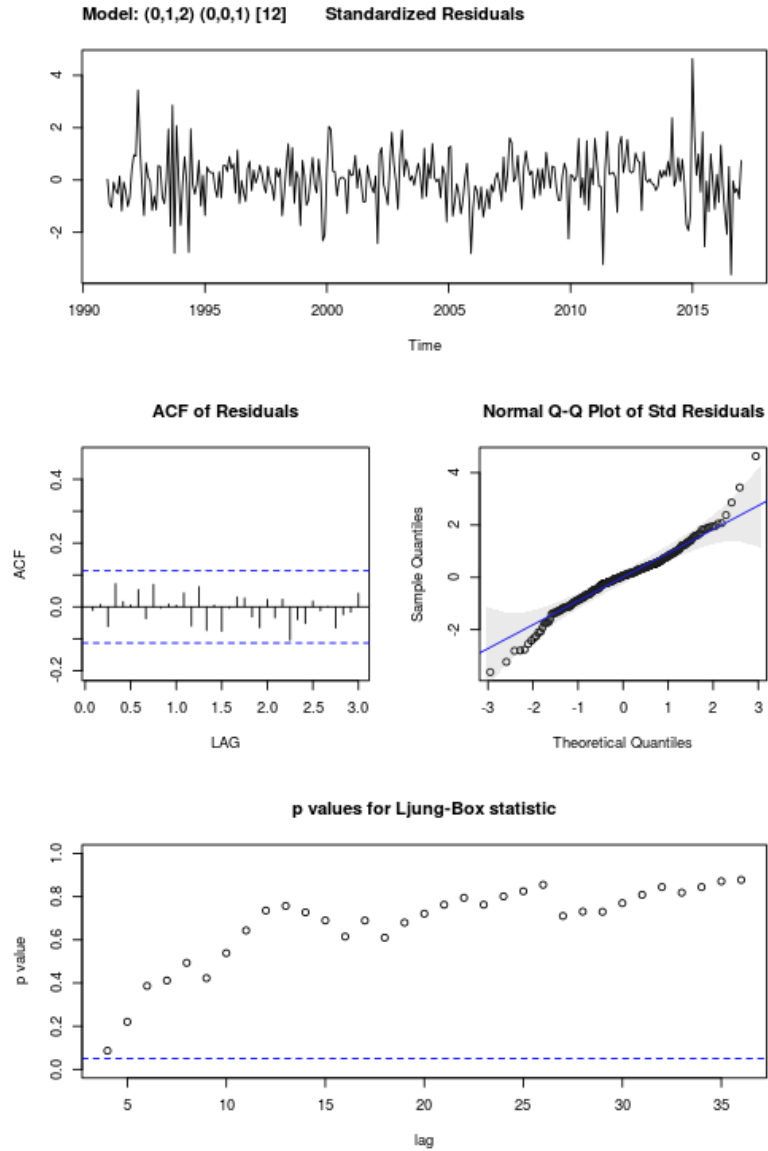 Model: (0,1,2) (0,0,1) [12] Standardized Residuals
4
2
0
-2
1990 1995 2000 2005 2010 2015
Time
ACF of Residuals
ACF
0.4
0.2
0.0
-0.2
0.0 0.5 1.0 1.5 2.0 2.5 3.0
LAG
Normal Q-Q Plot of Std Residuals
Sample Quantiles
4
2
0
-2
-3 -2 -1 0 1 2 3
Theoretical Quantiles
p values for Ljung-Box statistic
p value
1.0
0.8
0.6
0.4
0.2
0.0
5 10 15 20 25 30 35
lag